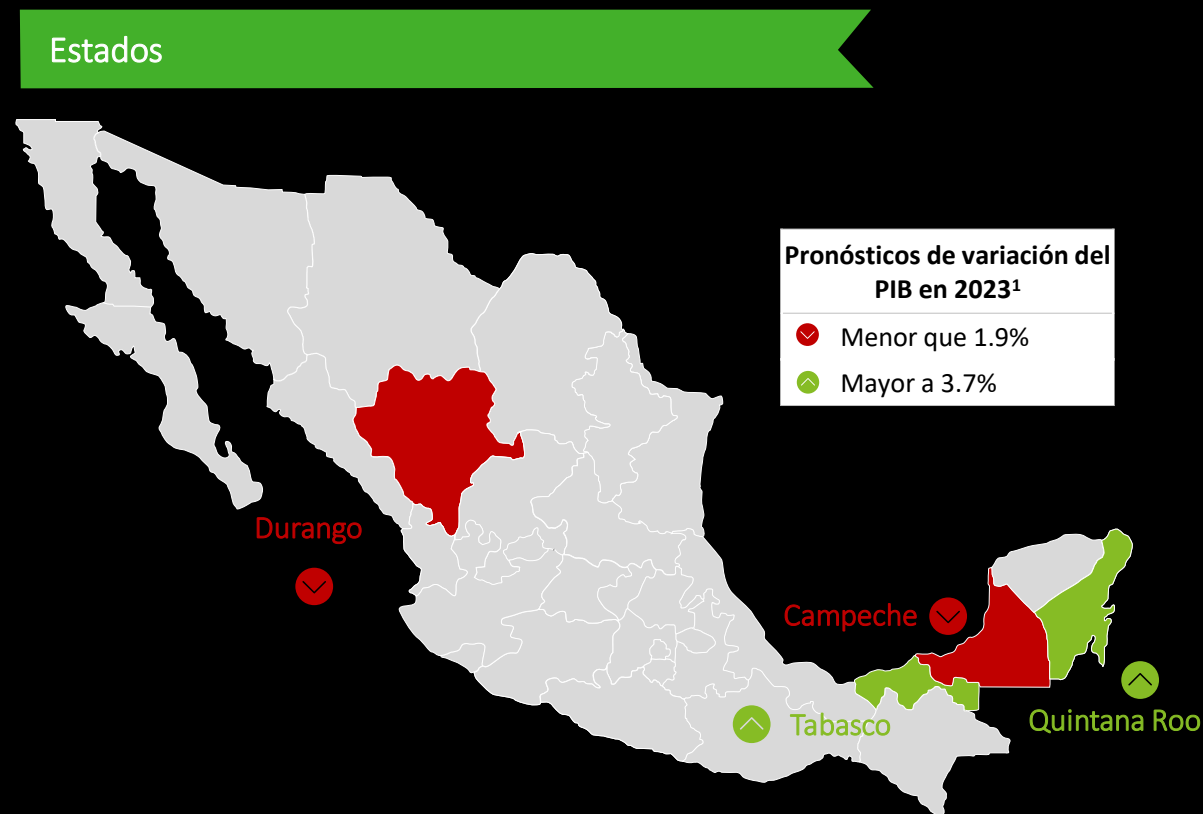 Estados
Pronósticos de variación del
PIB en 2023¹
Menor que 1.9%
Mayor a 3.7%
Durango
Campeche
Tabasco
Quintana Roo